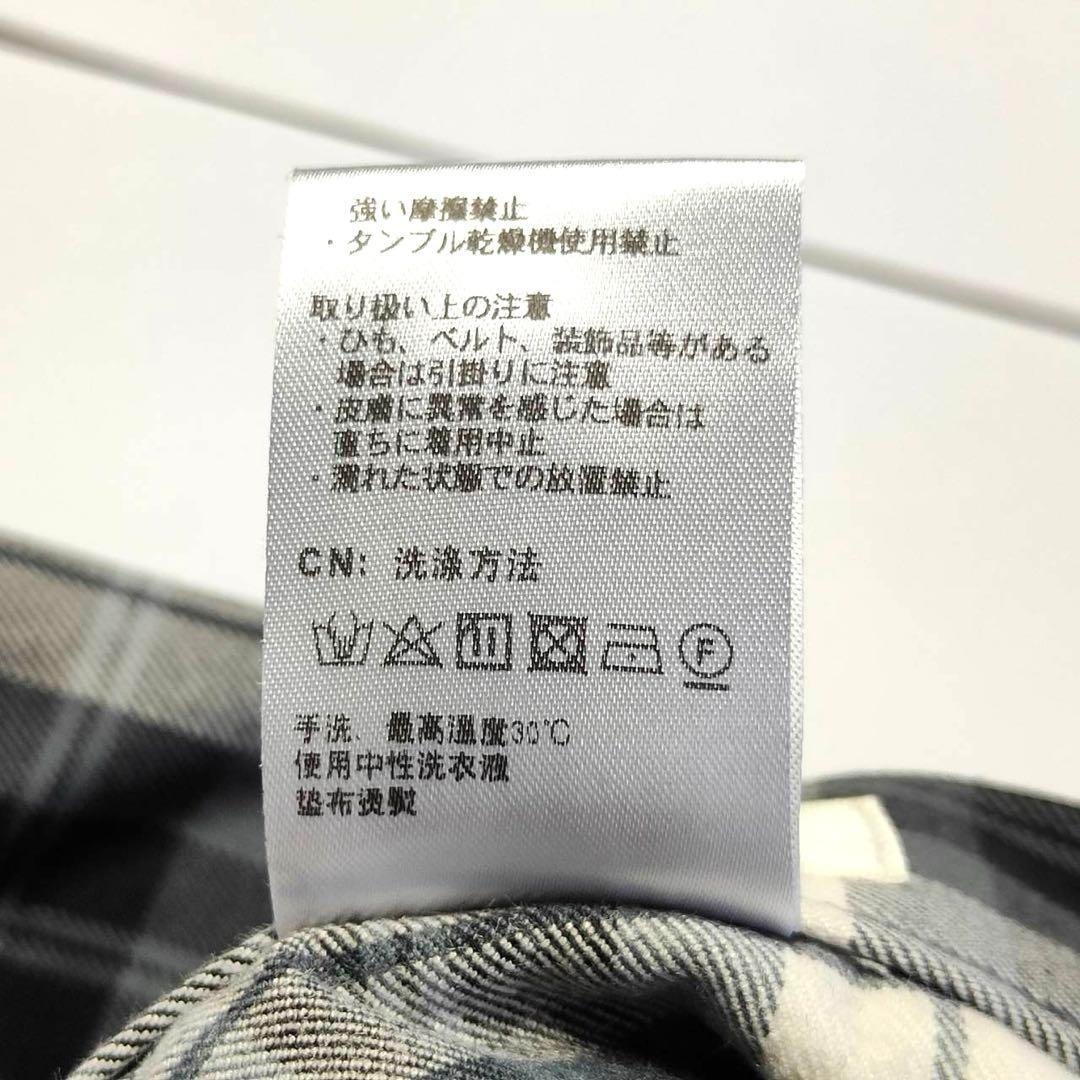 強い摩擦禁止
・タンブル乾燥機使用禁止
取り扱い上の注意
・ひも、ベルト、装飾品等がある
場合は引掛りに注意
・皮膚に異常を感じた場合は
直ちに着用中止
・濡れた状態での放置禁止
CN: 洗涤方法
F
手洗、最高温度30℃
使用中性洗衣液
垫布烫熨